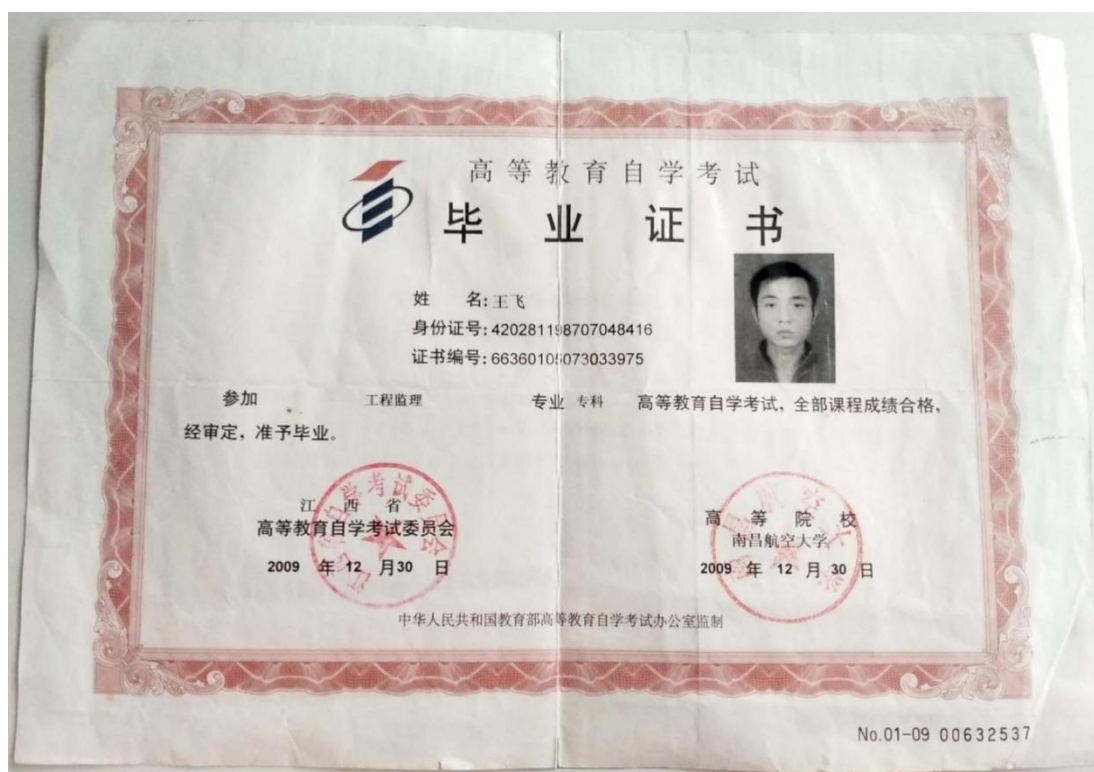 高等教育自学考试
毕业证书
姓 名:王飞
身份证号:420281198707048416
证书编号:66360105073033975
参加 工程监理 专业 专科 高等教育自学考试，全部课程成绩合格，
经审定，准予毕业。
江西省
高等教育自学考试委员会
2009 年 12 月 30 日
高等院校
南昌航空大学
2009 年 12 月 30 日
中华人民共和国教育部高等教育自学考试办公室监制
No.01-09 00632537